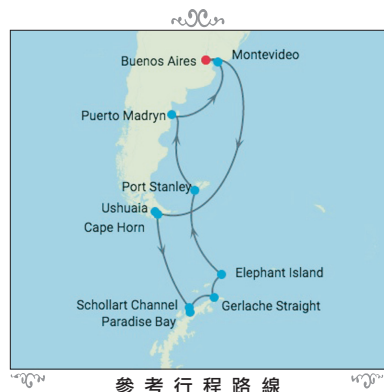 Buenos Aires
Montevideo
Puerto Madryn
Port Stanley
Ushuaia
Cape Horn
Elephant Island
Schollart Channel
Gerlache Straight
Paradise Bay
參考行程路線